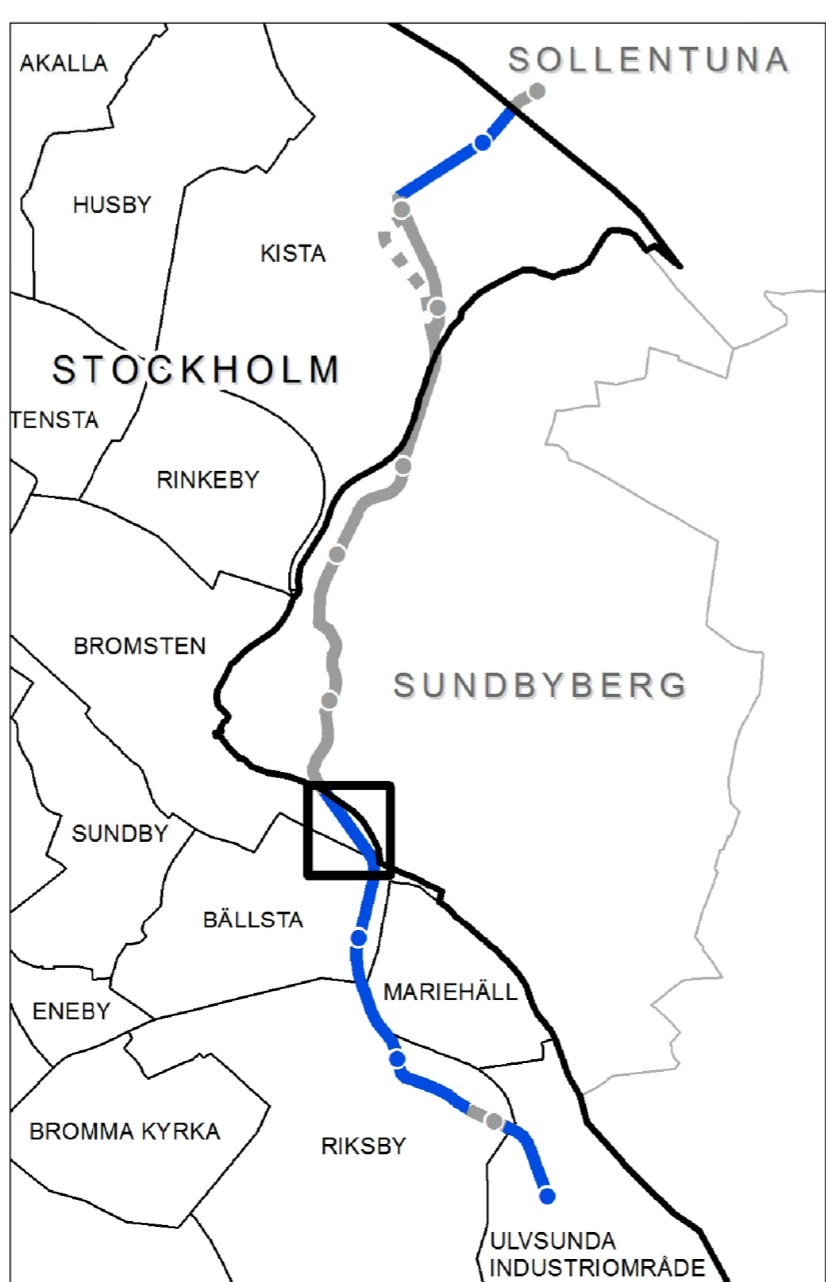 SOLLENTUNA
AKALLA
HUSBY
KISTA
STOCKHOLM
TENSTA
RINKEBY
BROMSTEN
SUNDBYBERG
SUNDBY
BÄLLSTA
MARIEHÄLL
ENEBY
BROMMA KYRKA
RIKSBY
ULVSUNDA
INDUSTRIOMRÅDE